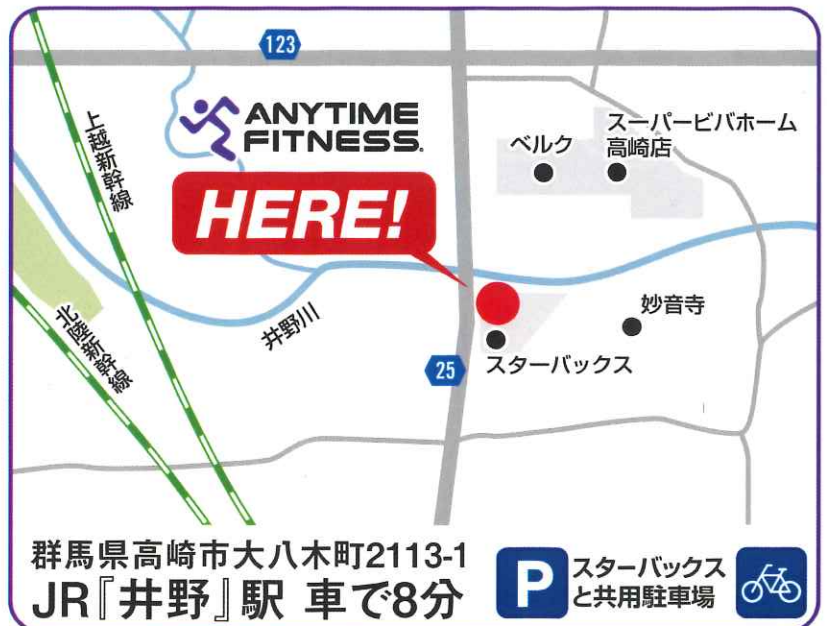 123
上越新幹線
ANYTIME
FITNESS.
スーパービバホーム
高崎店
ベルク
HERE!
北陸新幹線
井野川
妙音寺
スターバックス
25
群馬県高崎市大八木町2113-1
JR『井野』駅 車で8分
P
スターバックス
と共用駐車場